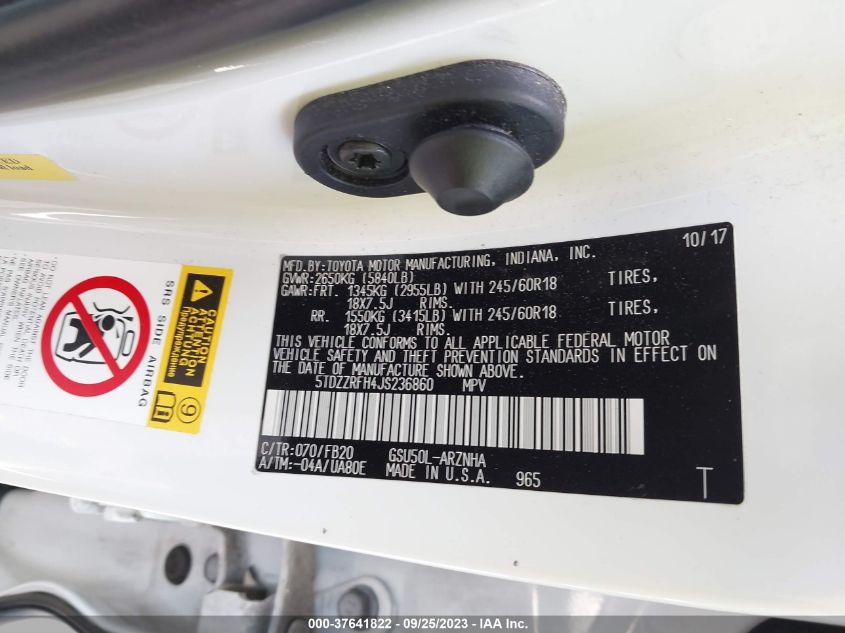 10/17
MFD.BY:TOYOTA MOTOR MANUFACTURING, INDIANA, INC.
GVWR:2650KG (5840LB)
GAWR:FRT. 1345KG (2955LB) WITH 245/60R18 TIRES,
18X7.5J RIMS.
RR. 1550KG (3415LB) WITH 245/60R18 TIRES,
18X7.5J RIMS.
THIS VEHICLE CONFORMS TO ALL APPLICABLE FEDERAL MOTOR
VEHICLE SAFETY AND THEFT PREVENTION STANDARDS IN EFFECT ON
THE DATE OF MANUFACTURE SHOWN ABOVE.
5TDZZRFH4JS236860 MPV
C/TR:070/FB20 GSU50L-ARZNHA
A/TM:-04A/UA80E MADE IN U.S.A. 965
T
load
SRS SIDE AIRBAG
CAUTION
ATTENTION
ACHTUNG
9
000-37641822 - 09/25/2023 - IAA Inc.